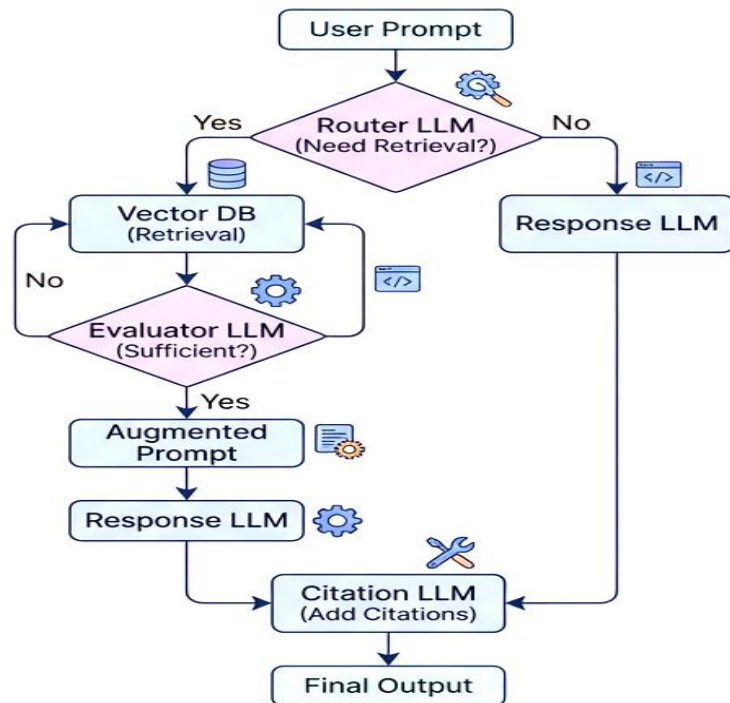 User Prompt
Router LLM
(Need Retrieval?)
Yes
No
Vector DB
(Retrieval)
Response LLM
No
</>
</>
Evaluator LLM
(Sufficient?)
Yes
Augmented
Prompt
Response LLM
Citation LLM
(Add Citations)
Final Output